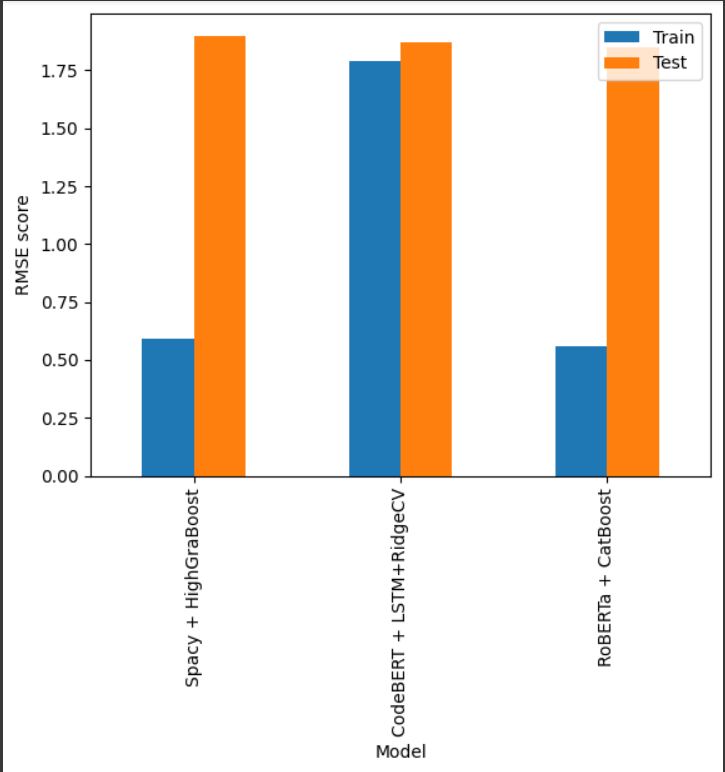 Train
Test
1.75
1.50
1.25
1.00
0.75
0.50
0.25
0.00
RMSE score
Spacy + HighGraBoost
CodeBERT + LSTM+RidgeCV
RoBERTa + CatBoost
Model